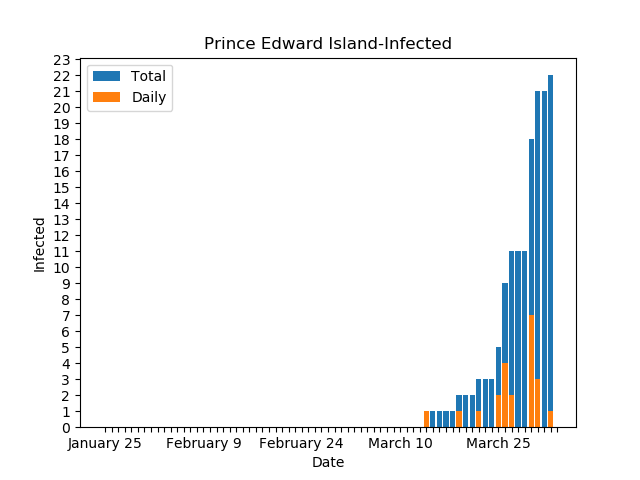 Prince Edward Island-Infected
Total
Daily
23
22
21
20
19
18
17
16
15
14
13
12
11
10
9
8
7
6
5
4
3
2
1
0
Infected
January 25
February 9
February 24
March 10
March 25
Date